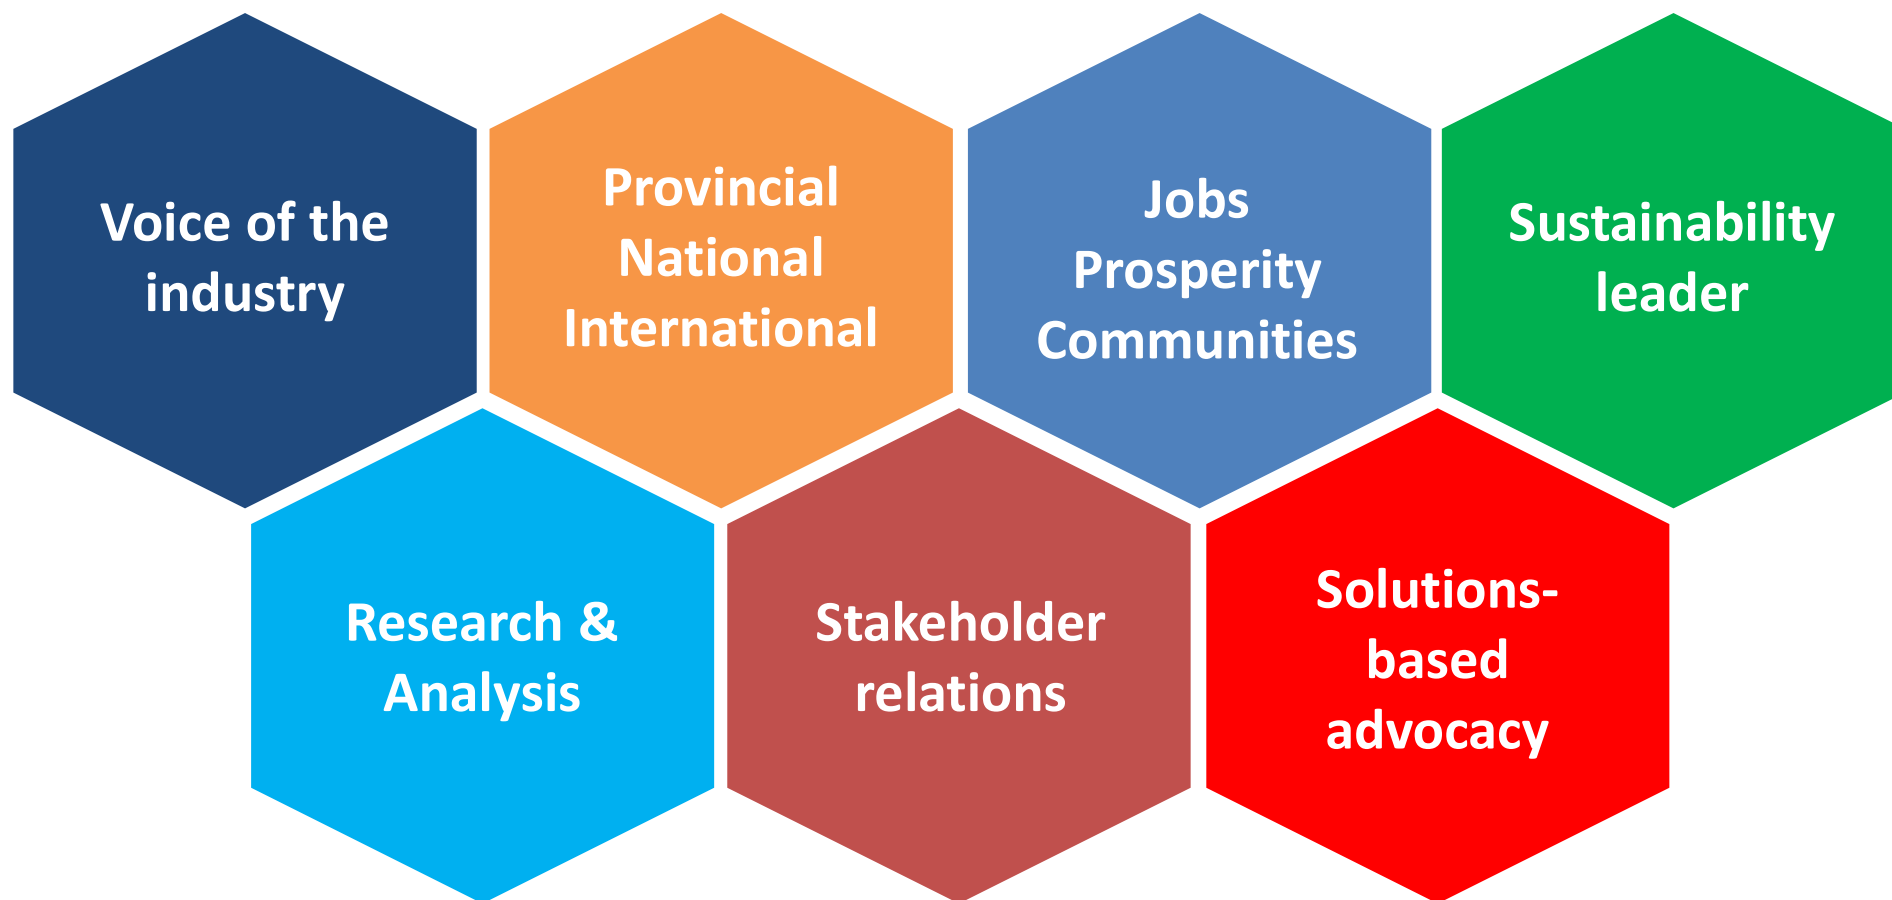 Voice of the
industry
Provincial
National
International
Jobs
Prosperity
Communities
Sustainability
leader
Research &
Analysis
Stakeholder
relations
Solutions-
based
advocacy